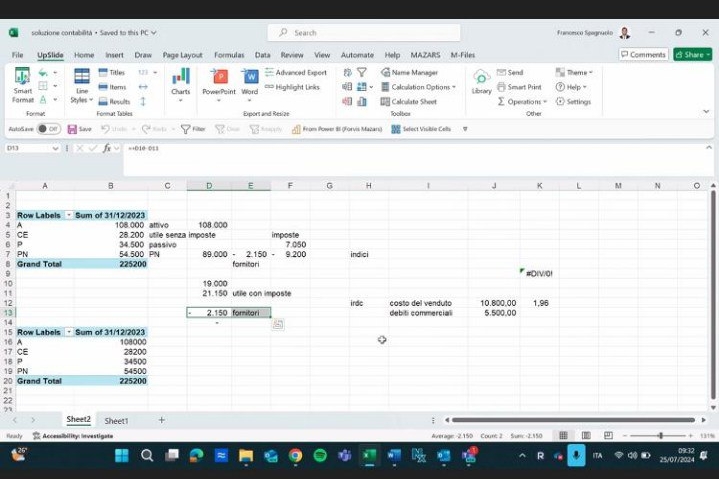 soluzione contabilità • Saved to this PC
Search
Francesco Spagnuolo
File UpSlide Home Insert Draw Page Layout Formulas Data Review View Automate Help MAZARS M-Files Comments Share
Smart Format
Format
Line Styles
Titles
Items
Results
123
Format Tables
Charts
PowerPoint
Word
Advanced Export
Highlight Links
Export and Resize
Name Manager
Calculation Options
Calculate Sheet
Toolbox
Library
Send
Smart Print
Operations
Theme
Help
Settings
Other
AutoSave Off Save Undo Redo Filter Clear Reapply From Power BI (Forvis Mazars) Select Visible Cells
D13 fx =+D10-D11
A B C D E F G H I J K L M N O
1
2
3 Row Labels Sum of 31/12/2023
4 A 108.000 attivo 108.000
5 CE 28.200 utile senza imposte imposte
6 P 34.500 passivo 7.050
7 PN 54.500 PN 89.000 - 2.150 - 9.200 indici
8 Grand Total 225200 fornitori
9 #DIV/0!
10 19.000
11 21.150 utile con imposte
12 irdc costo del venduto 10.800,00 1,96
13 - 2.150 fornitori debiti commerciali 5.500,00
14 -
15 Row Labels Sum of 31/12/2023
16 A 108000
17 CE 28200
18 P 34500
19 PN 54500
20 Grand Total 225200
21
22
23
Sheet2 Sheet1 +
Ready Accessibility: Investigate Average: -2.150 Count: 2 Sum: -2.150 131%
26°
ITA
09:32
25/07/2024